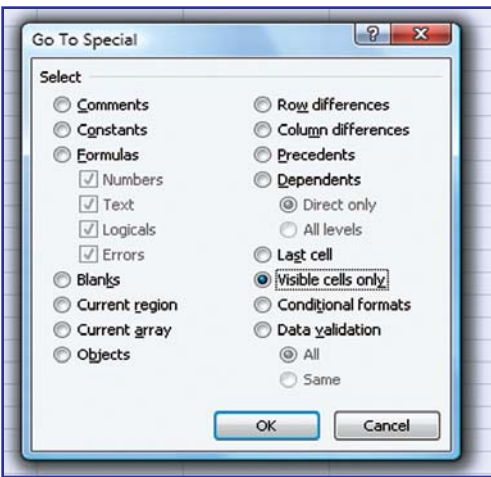 Go To Special
?
X
Select
Comments
Constants
Formulas
Numbers
Text
Logicals
Errors
Blanks
Current region
Current array
Objects
Row differences
Column differences
Precedents
Dependents
Direct only
All levels
Last cell
Visible cells only
Conditional formats
Data validation
All
Same
OK
Cancel